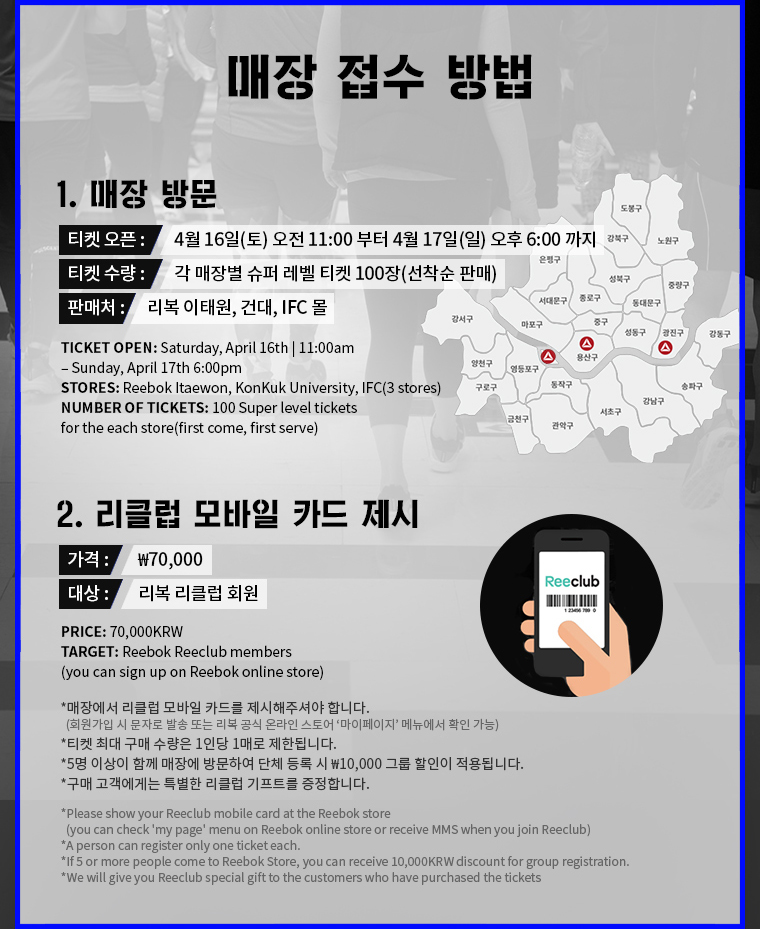 매장 접수 방법
1. 매장 방문
티켓 오픈 : 4월 16일(토) 오전 11:00 부터 4월 17일(일) 오후 6:00 까지
티켓 수량 : 각 매장별 슈퍼 레벨 티켓 100장(선착순 판매)
판매처 : 리복 이태원, 건대, IFC 몰
TICKET OPEN: Saturday, April 16th | 11:00am
– Sunday, April 17th 6:00pm
STORES: Reebok Itaewon, KonKuk University, IFC(3 stores)
NUMBER OF TICKETS: 100 Super level tickets
for the each store(first come, first serve)
도봉구
강북구
노원구
은평구
성북구
중랑구
서대문구
종로구
동대문구
강서구
마포구
중구
성동구
광진구
강동구
양천구
영등포구
용산구
구로구
동작구
송파구
강남구
금천구
관악구
서초구
2. 리클럽 모바일 카드 제시
가격 : ₩70,000
대상 : 리복 리클럽 회원
PRICE: 70,000KRW
TARGET: Reebok Reeclub members
(you can sign up on Reebok online store)
Reeclub
1 23456 789 0
*매장에서 리클럽 모바일 카드를 제시해주셔야 합니다.
(회원가입 시 문자로 발송 또는 리복 공식 온라인 스토어 '마이페이지' 메뉴에서 확인 가능)
*티켓 최대 구매 수량은 1인당 1매로 제한됩니다.
*5명 이상이 함께 매장에 방문하여 단체 등록 시 ₩10,000 그룹 할인이 적용됩니다.
*구매 고객에게는 특별한 리클럽 기프트를 증정합니다.
*Please show your Reeclub mobile card at the Reebok store
(you can check 'my page' menu on Reebok online store or receive MMS when you join Reeclub)
*A person can register only one ticket each.
*If 5 or more people come to Reebok Store, you can receive 10,000KRW discount for group registration.
*We will give you Reeclub special gift to the customers who have purchased the tickets